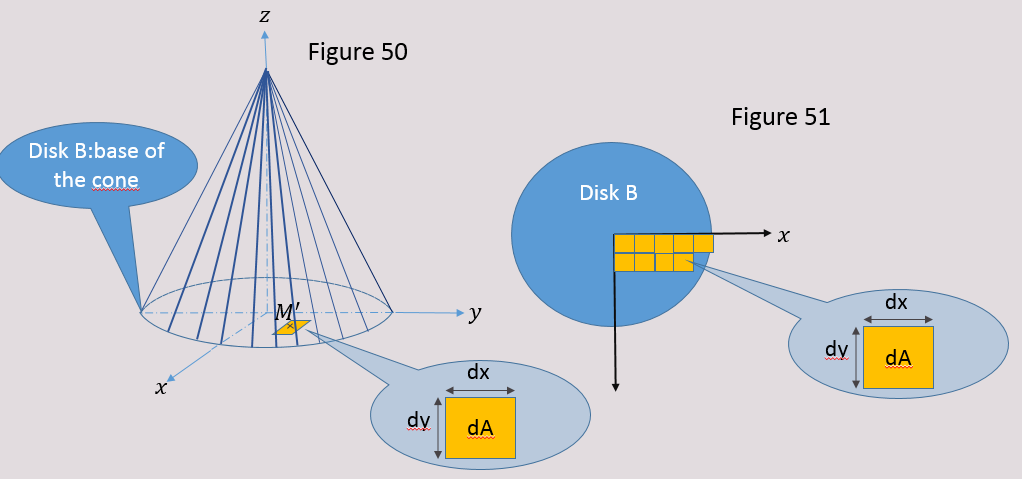 z
Figure 50
Figure 51
Disk B:base of
the cone
Disk B
x
M′
y
x
dx
dy
dA
dx
dy
dA